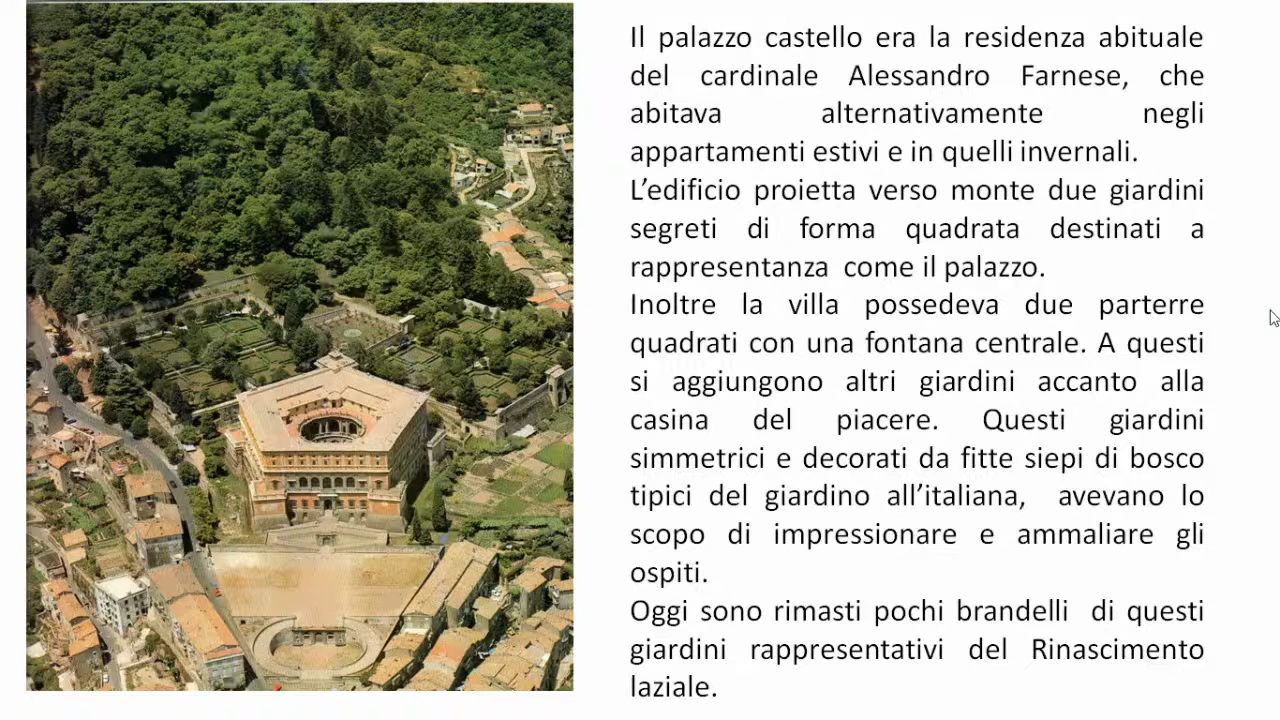 Il palazzo castello era la residenza abituale
del cardinale Alessandro Farnese, che
abitava alternativamente negli
appartamenti estivi e in quelli invernali.
L’edificio proietta verso monte due giardini
segreti di forma quadrata destinati a
rappresentanza come il palazzo.
Inoltre la villa possedeva due parterre
quadrati con una fontana centrale. A questi
si aggiungono altri giardini accanto alla
casina del piacere. Questi giardini
simmetrici e decorati da fitte siepi di bosco
tipici del giardino all’italiana, avevano lo
scopo di impressionare e ammaliare gli
ospiti.
Oggi sono rimasti pochi brandelli di questi
giardini rappresentativi del Rinascimento
laziale.